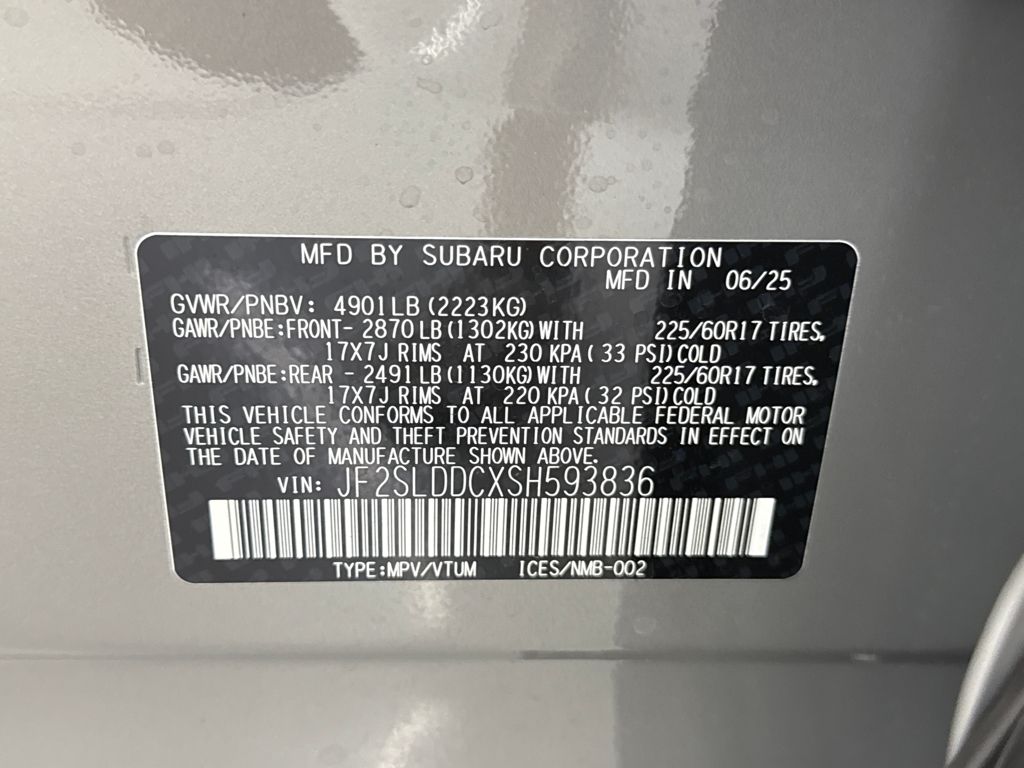 MFD BY SUBARU CORPORATION
MFD IN 06/25
GVWR/PNBV: 4901LB (2223KG)
GAWR/PNBE:FRONT- 2870 LB (1302KG) WITH 225/60R17 TIRES,
17X7J RIMS AT 230 KPA ( 33 PSI) COLD
GAWR/PNBE:REAR - 2491 LB (1130KG) WITH 225/60R17 TIRES,
17X7J RIMS AT 220 KPA ( 32 PSI) COLD
THIS VEHICLE CONFORMS TO ALL APPLICABLE FEDERAL MOTOR
VEHICLE SAFETY AND THEFT PREVENTION STANDARDS IN EFFECT ON
THE DATE OF MANUFACTURE SHOWN ABOVE.
VIN: JF2SLDDCXSH593836
TYPE:MPV/VTUM ICES/NMB-002